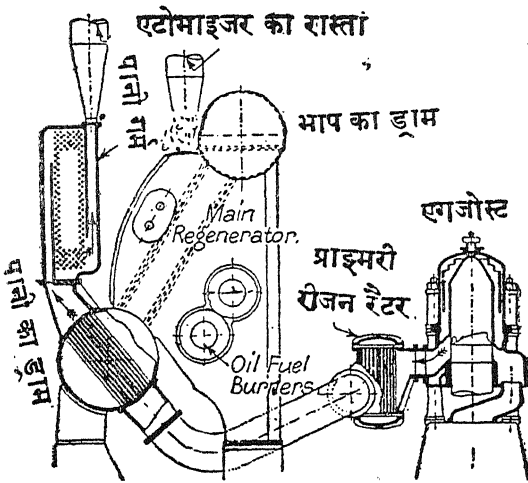 एटोमाइजर का रास्ता
पानी गर्म
भाप का ड्राम
Main
Regenerator.
एगजोस्ट
प्राइमरी
रीजन रैटर
पानी का ड्राम
Oil Fuel
Burners